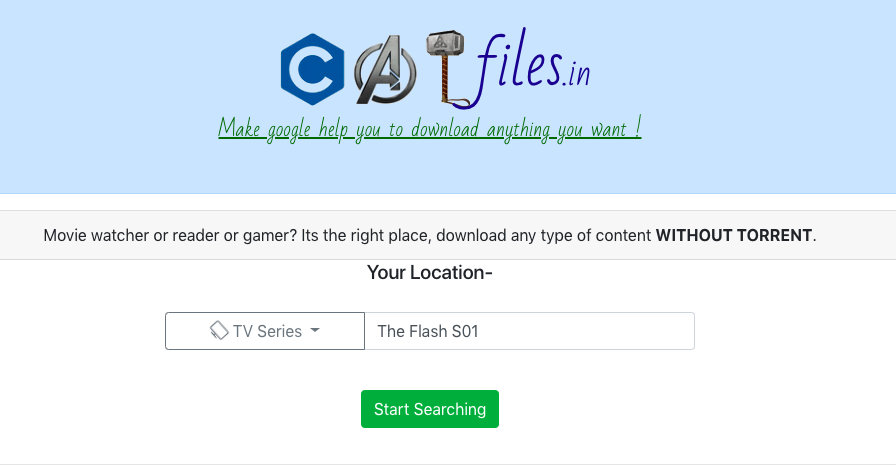 CATfiles.in
Make google help you to download anything you want !
Movie watcher or reader or gamer? Its the right place, download any type of content WITHOUT TORRENT.
Your Location-
TV Series The Flash S01
Start Searching